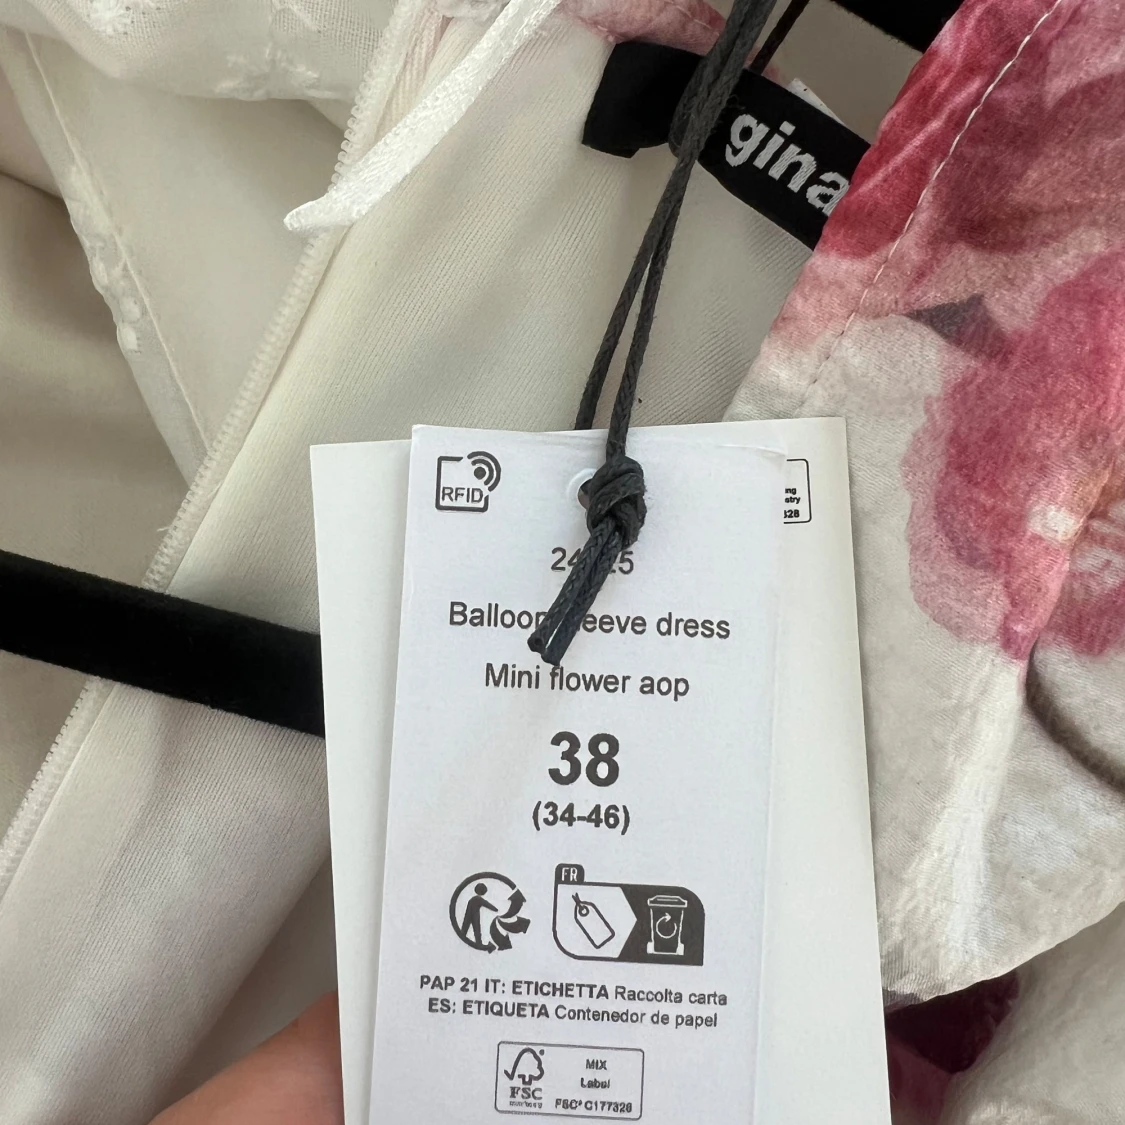 gina
RFID
Balloon sleeve dress
Mini flower aop
38
(34-46)
FR
PAP 21 IT: ETICHETTA Raccolta carta
ES: ETIQUETA Contenedor de papel
FSC
MIX
Label
FSC® C177328